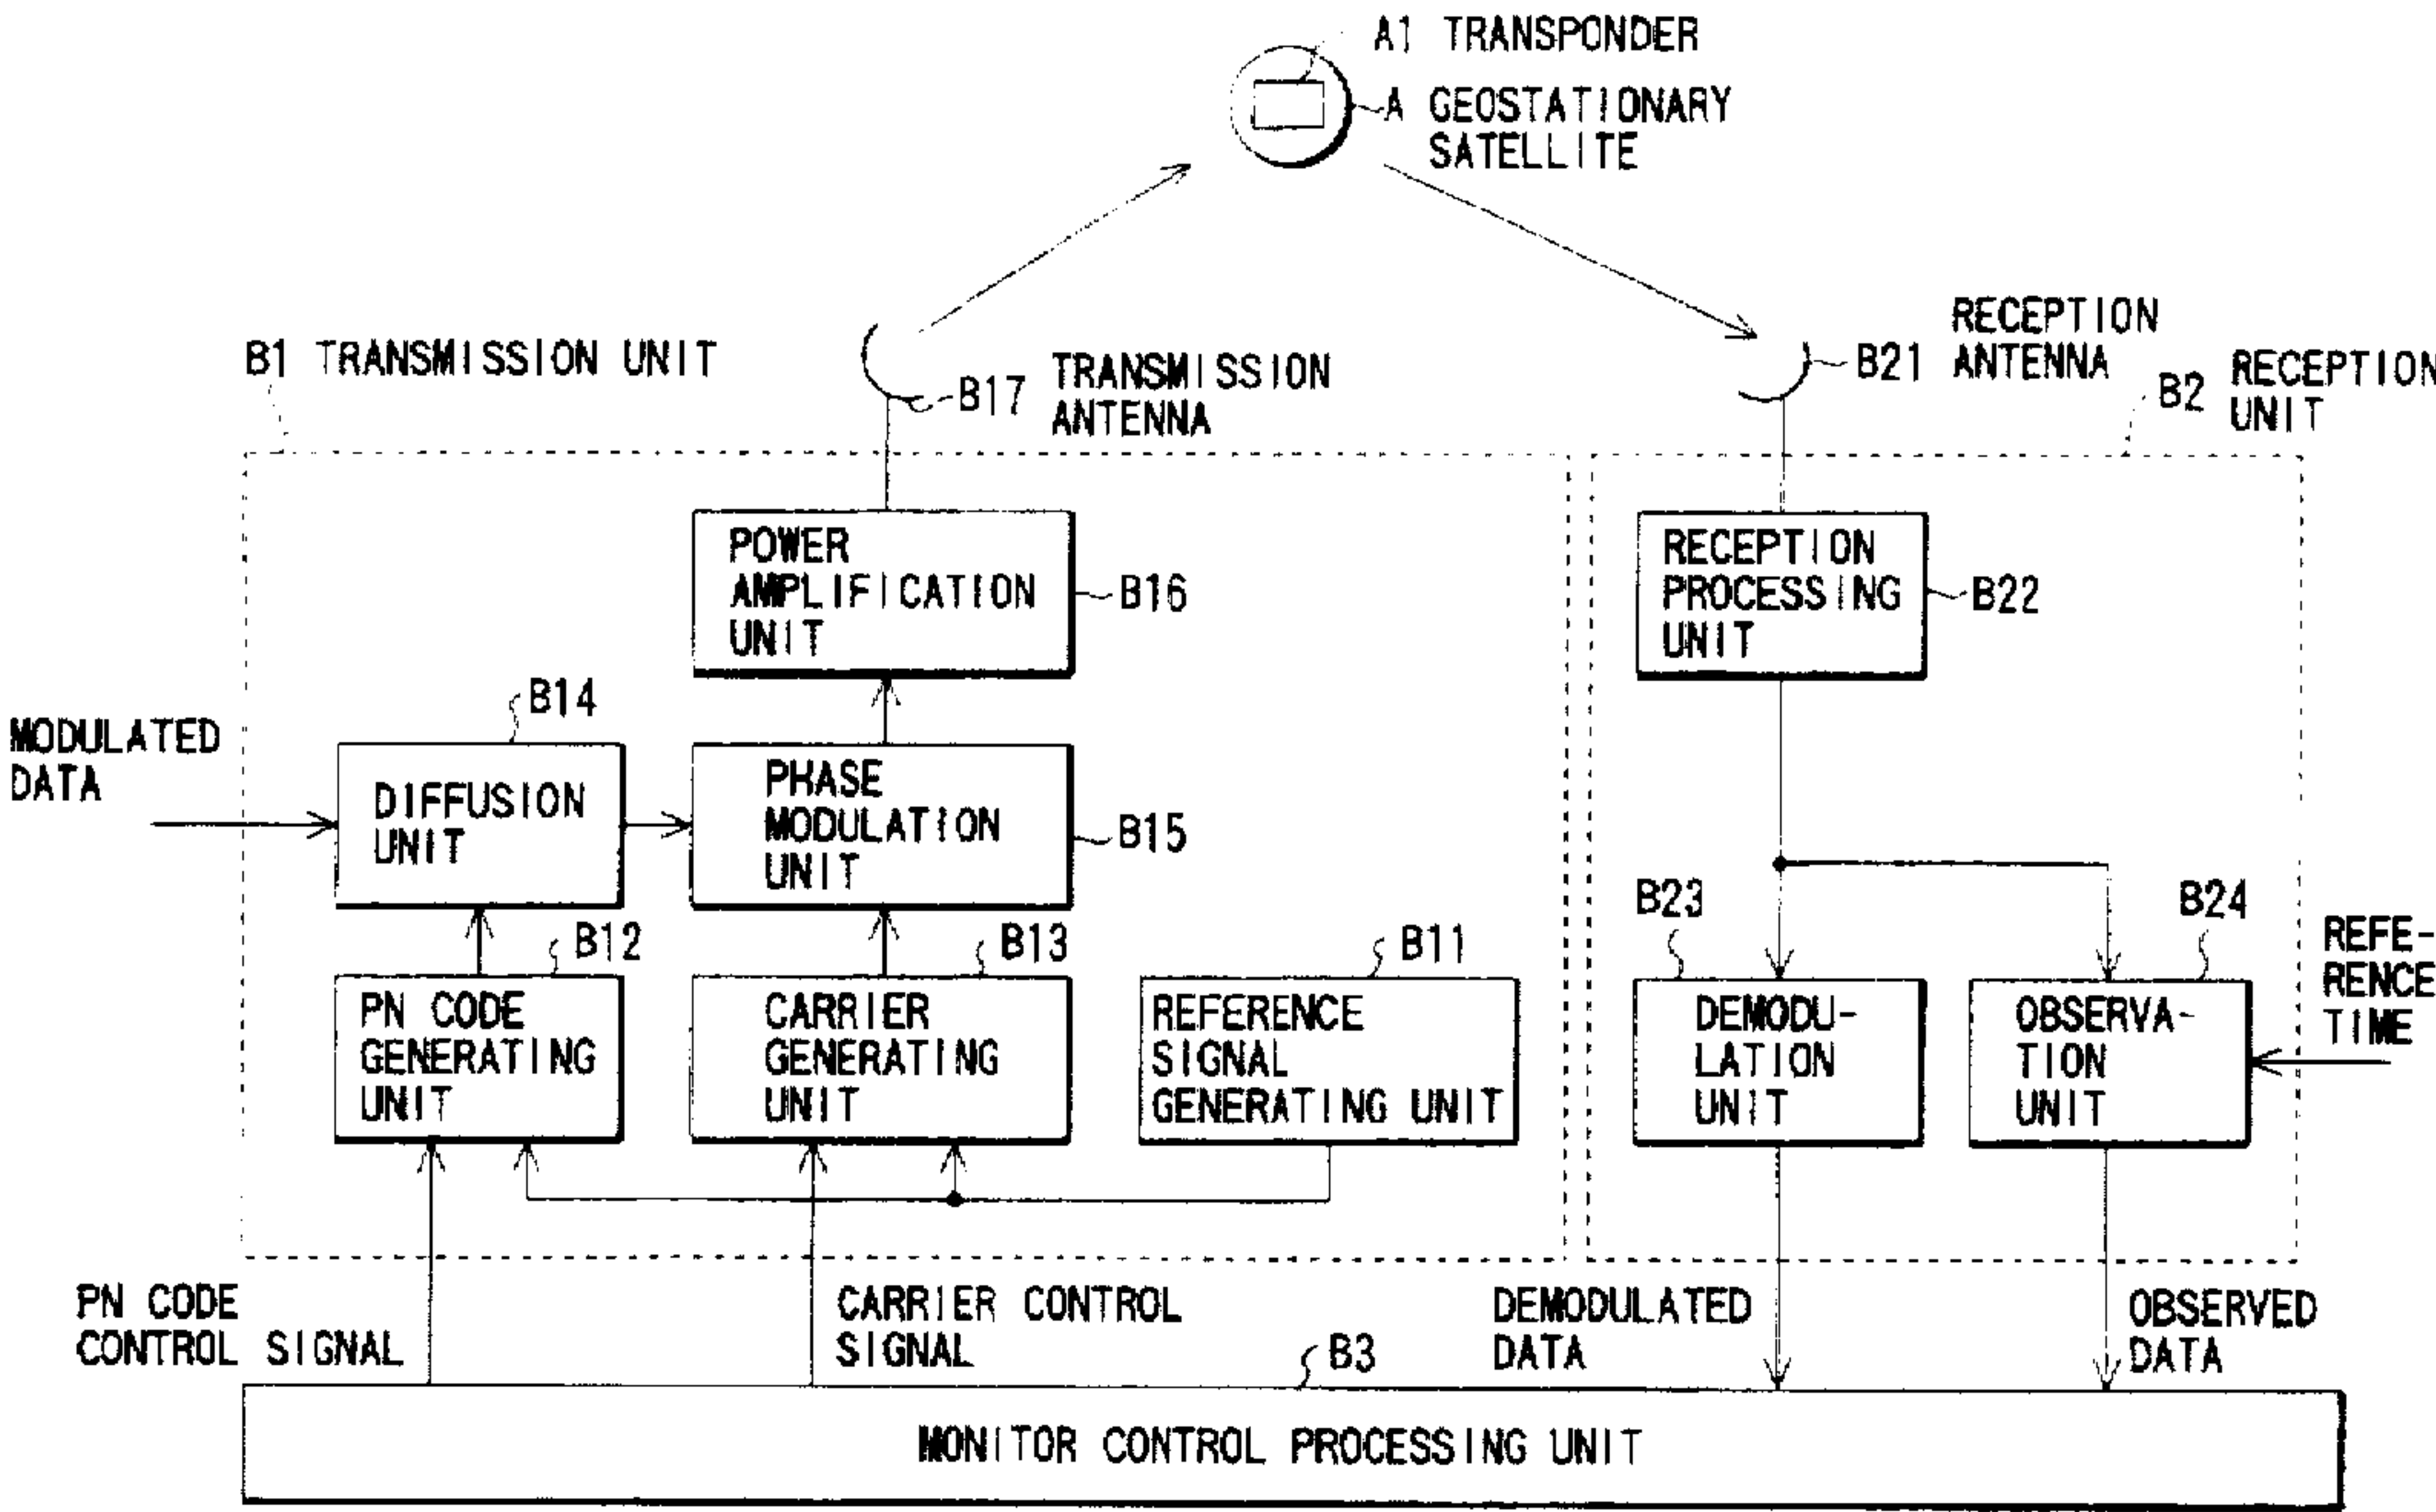 A1 TRANSPONDER
A GEOSTATIONARY
SATELLITE
B1 TRANSMISSION UNIT
B17
TRANSMISSION
ANTENNA
B21
RECEPTION
ANTENNA
B2
RECEPTION
UNIT
POWER
AMPLIFICATION
UNIT
B16
RECEPTION
PROCESSING
UNIT
B22
MODULATED
DATA
B14
DIFFUSION
UNIT
PHASE
MODULATION
UNIT
B15
B12
PN CODE
GENERATING
UNIT
B13
CARRIER
GENERATING
UNIT
B11
REFERENCE
SIGNAL
GENERATING UNIT
B23
DEMODU-
LATION
UNIT
B24
OBSERVA-
TION
UNIT
REFE-
RENCE
TIME
PN CODE
CONTROL SIGNAL
CARRIER CONTROL
SIGNAL
B3
DEMODULATED
DATA
OBSERVED
DATA
MONITOR CONTROL PROCESSING UNIT